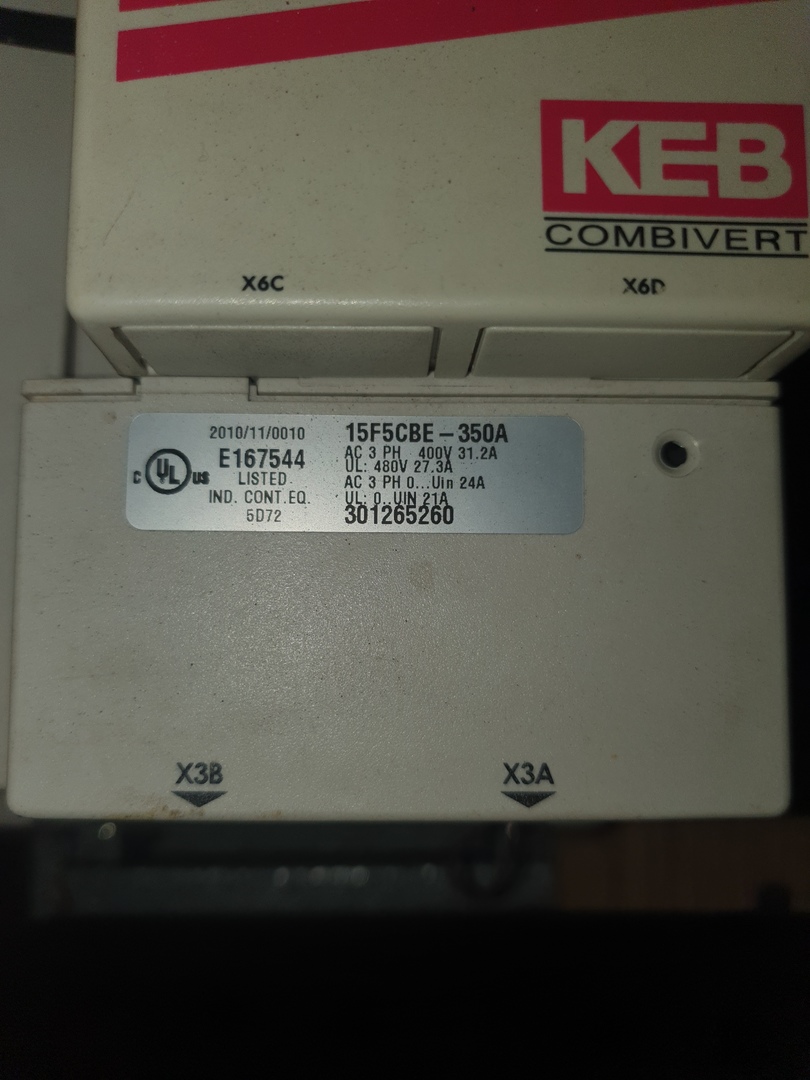 KEB
COMBIVERT
X6C X6D
2010/11/0010
C UL US
E167544
LISTED
IND. CONT.EQ.
5D72
15F5CBE-350A
AC 3 PH 400V 31.2A
UL: 480V 27.3A
AC 3 PH 0...Uin 24A
UL: 0..UIN 21A
301265260
X3B X3A